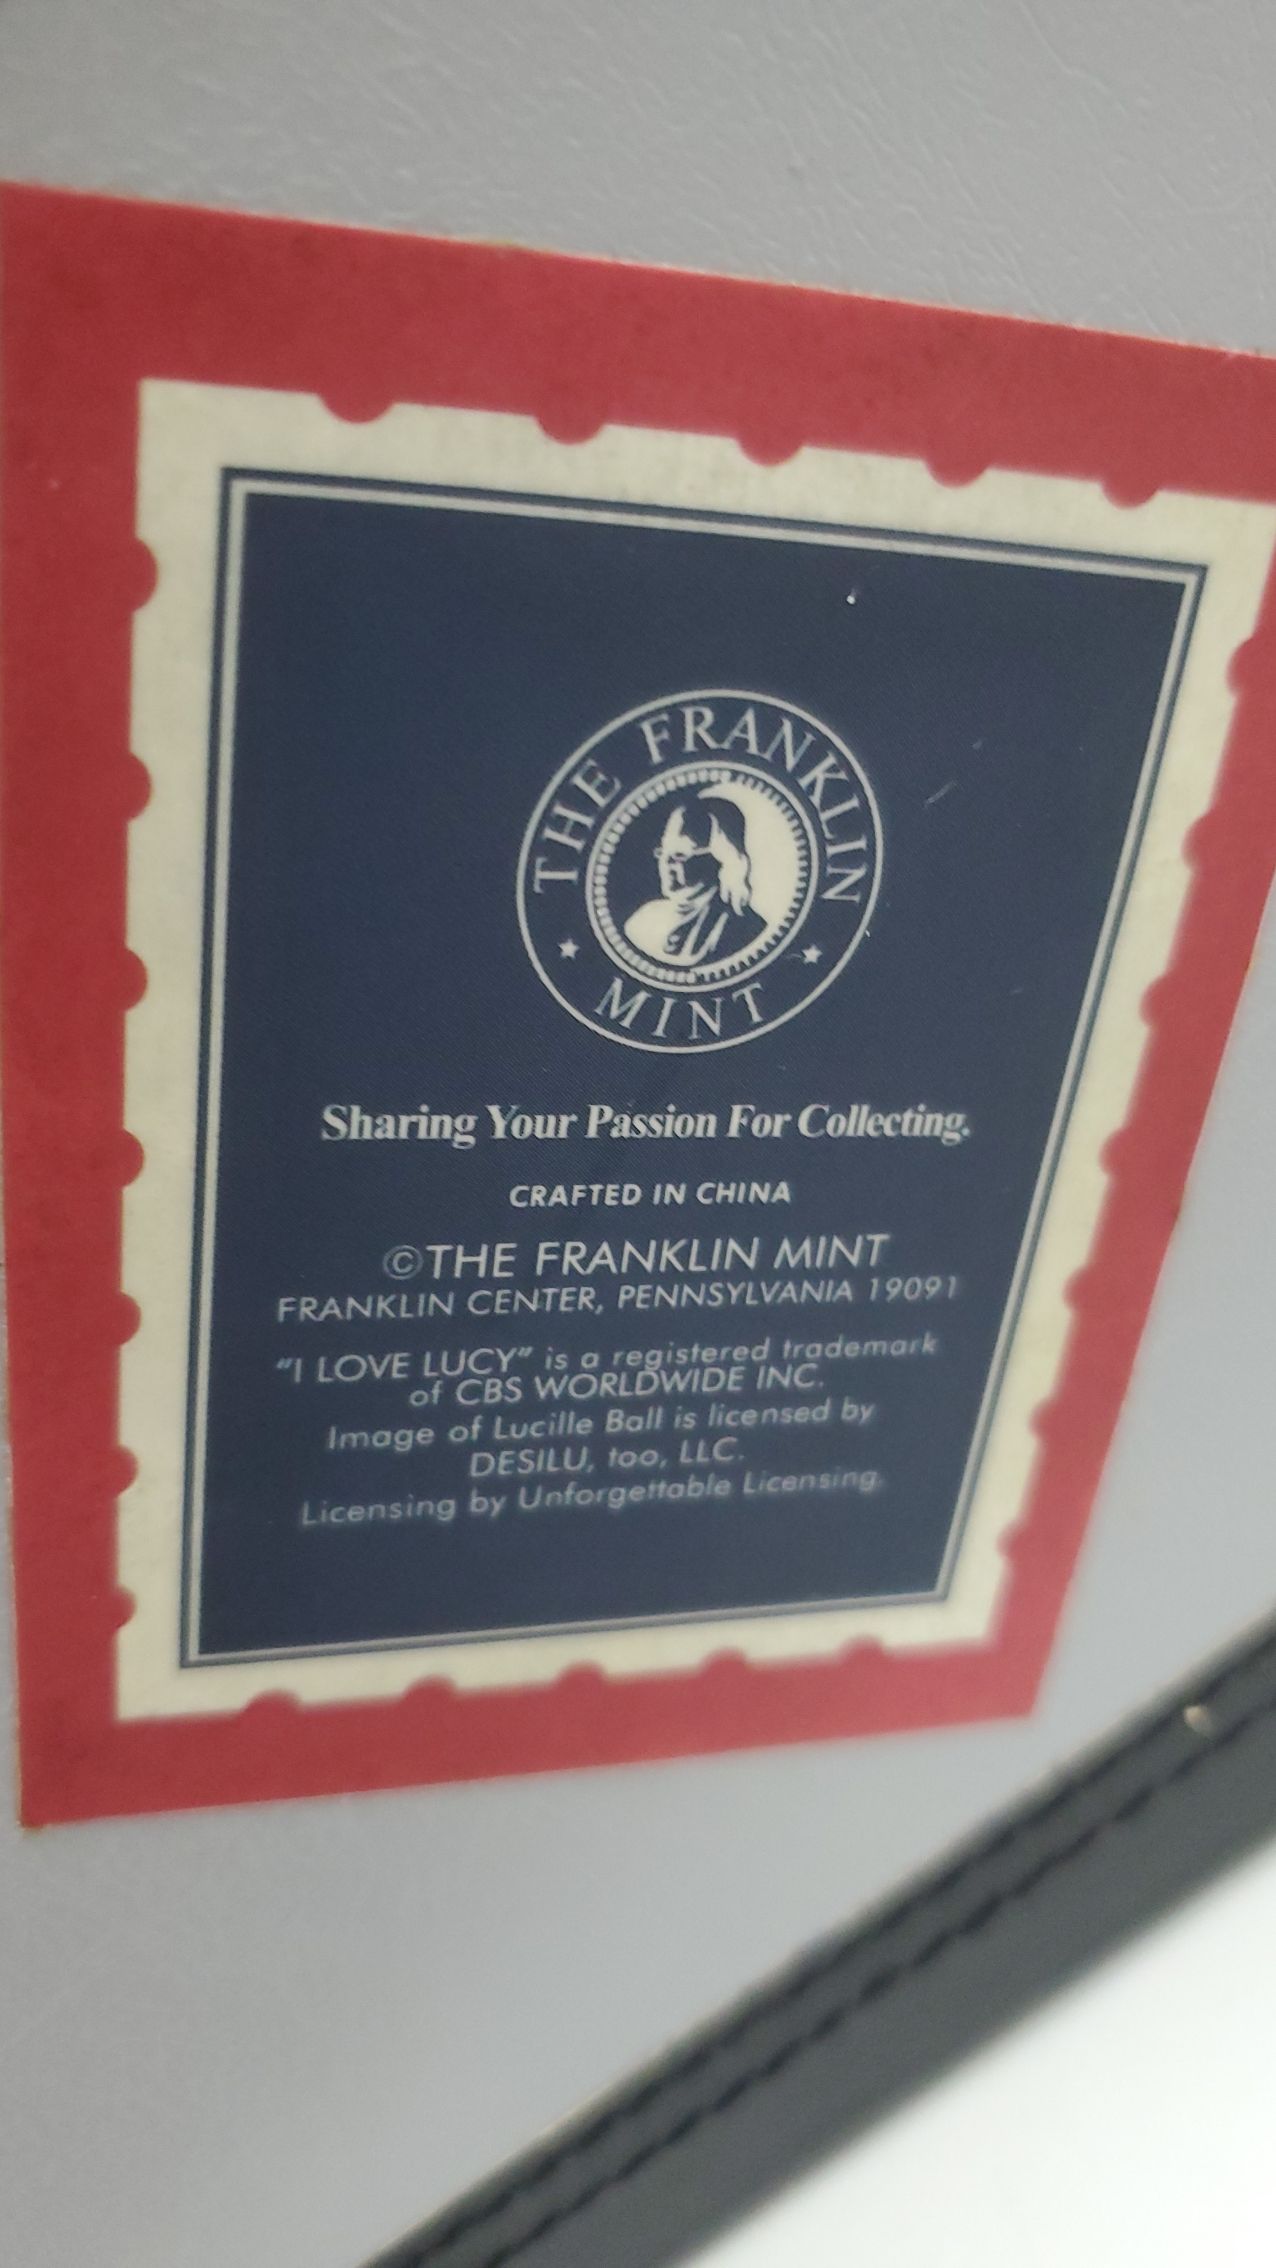 THE FRANKLIN
MINT
Sharing Your Passion For Collecting.
CRAFTED IN CHINA
©THE FRANKLIN MINT
FRANKLIN CENTER, PENNSYLVANIA 19091
"I LOVE LUCY" is a registered trademark
of CBS WORLDWIDE INC.
Image of Lucille Ball is licensed by
DESILU, too, LLC.
Licensing by Unforgettable Licensing.